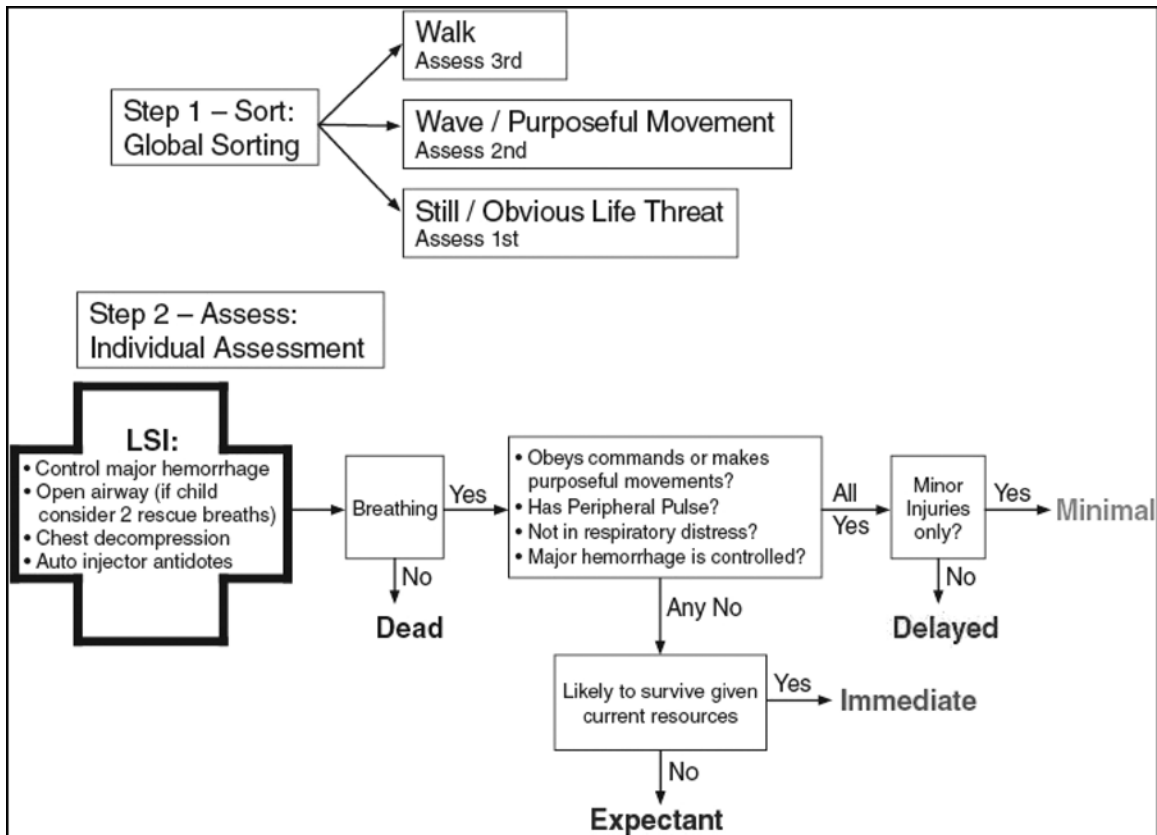 Walk
Assess 3rd
Step 1 – Sort:
Global Sorting
Wave / Purposeful Movement
Assess 2nd
Still / Obvious Life Threat
Assess 1st
Step 2 – Assess:
Individual Assessment
LSI:
• Control major hemorrhage
• Open airway (if child
consider 2 rescue breaths)
• Chest decompression
• Auto injector antidotes
Breathing
Yes
No
Dead
• Obeys commands or makes
purposeful movements?
• Has Peripheral Pulse?
• Not in respiratory distress?
• Major hemorrhage is controlled?
All
Yes
Minor
Injuries
only?
Yes
Minimal
No
Delayed
Any No
Likely to survive given
current resources
Yes
Immediate
No
Expectant